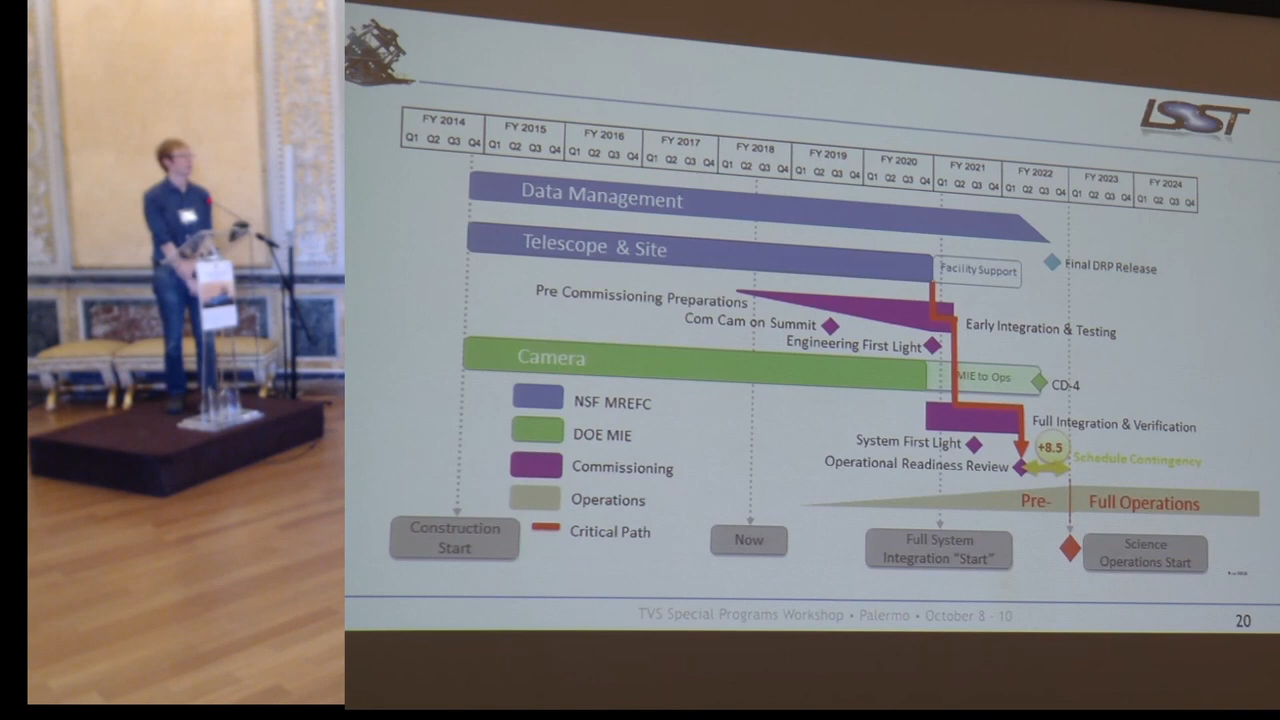 LSST
FY 2014 FY 2015 FY 2016 FY 2017 FY 2018 FY 2019 FY 2020 FY 2021 FY 2022 FY 2023 FY 2024
Q1 Q2 Q3 Q4 Q1 Q2 Q3 Q4 Q1 Q2 Q3 Q4 Q1 Q2 Q3 Q4 Q1 Q2 Q3 Q4 Q1 Q2 Q3 Q4 Q1 Q2 Q3 Q4 Q1 Q2 Q3 Q4 Q1 Q2 Q3 Q4 Q1 Q2 Q3 Q4 Q1 Q2 Q3 Q4
Data Management
Telescope & Site
Facility Support
Final DRP Release
Pre Commissioning Preparations
Com Cam on Summit
Early Integration & Testing
Engineering First Light
Camera
MIE to Ops
CD-4
NSF MREFC
Full Integration & Verification
DOE MIE
System First Light
+8.5
Schedule Contingency
Commissioning
Operational Readiness Review
Operations
Pre-
Full Operations
Critical Path
Construction
Start
Now
Full System
Integration "Start"
Science
Operations Start
TVS Special Programs Workshop • Palermo • October 8 - 10
20